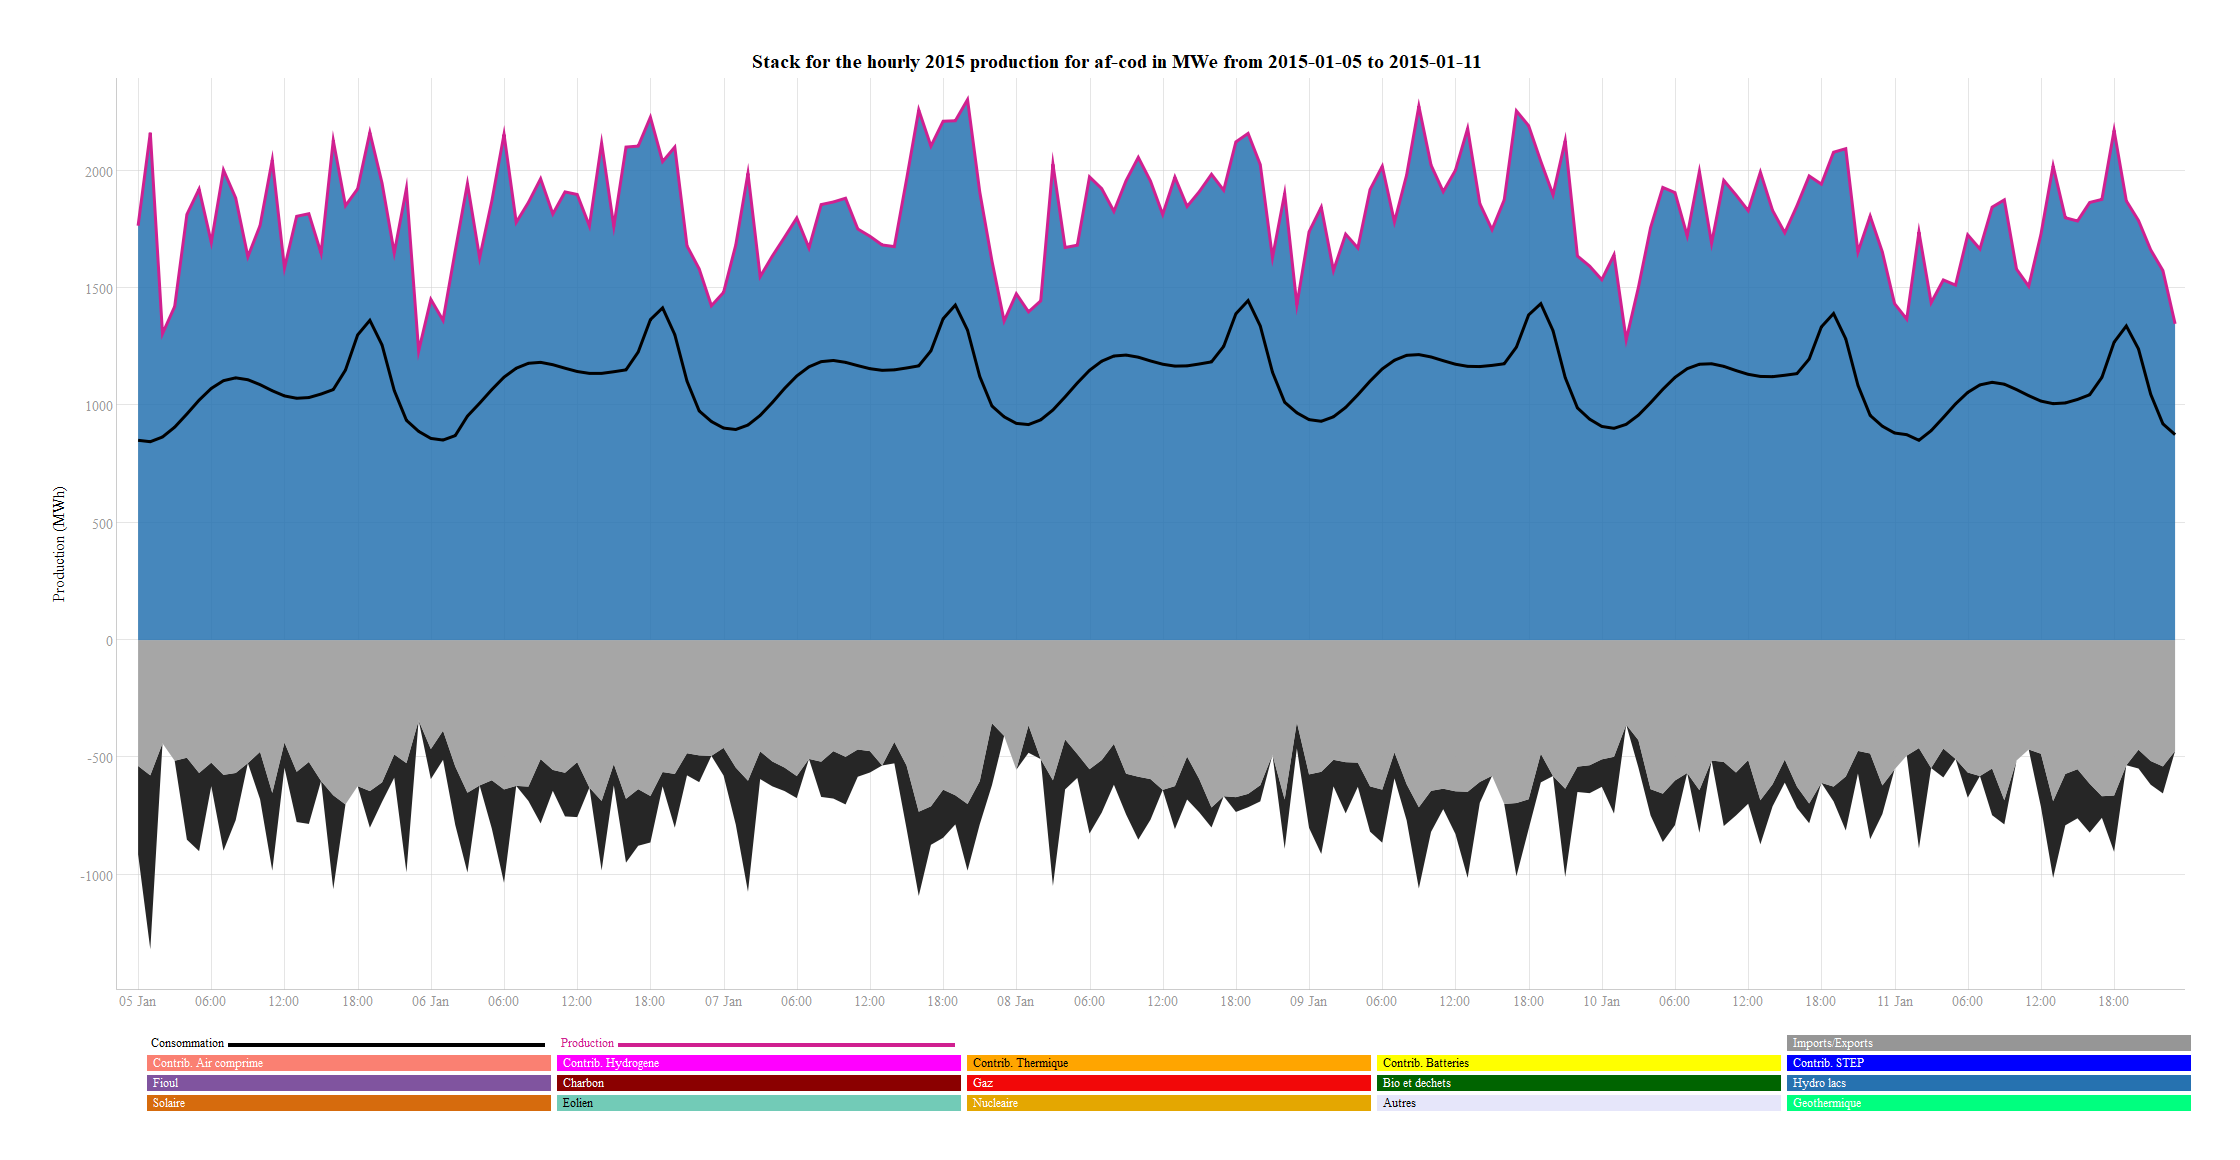 Stack for the hourly 2015 production for af-cod in MWe from 2015-01-05 to 2015-01-11
Production (MWh)
2000
1500
1000
500
0
-500
-1000
05 Jan 06:00 12:00 18:00 06 Jan 06:00 12:00 18:00 07 Jan 06:00 12:00 18:00 08 Jan 06:00 12:00 18:00 09 Jan 06:00 12:00 18:00 10 Jan 06:00 12:00 18:00 11 Jan 06:00 12:00 18:00
Consommation Production Imports/Exports
Contrib. Air comprime Contrib. Hydrogene Contrib. Thermique Contrib. Batteries Contrib. STEP
Fioul Charbon Gaz Bio et dechets Hydro lacs
Solaire Eolien Nucleaire Autres Geothermique